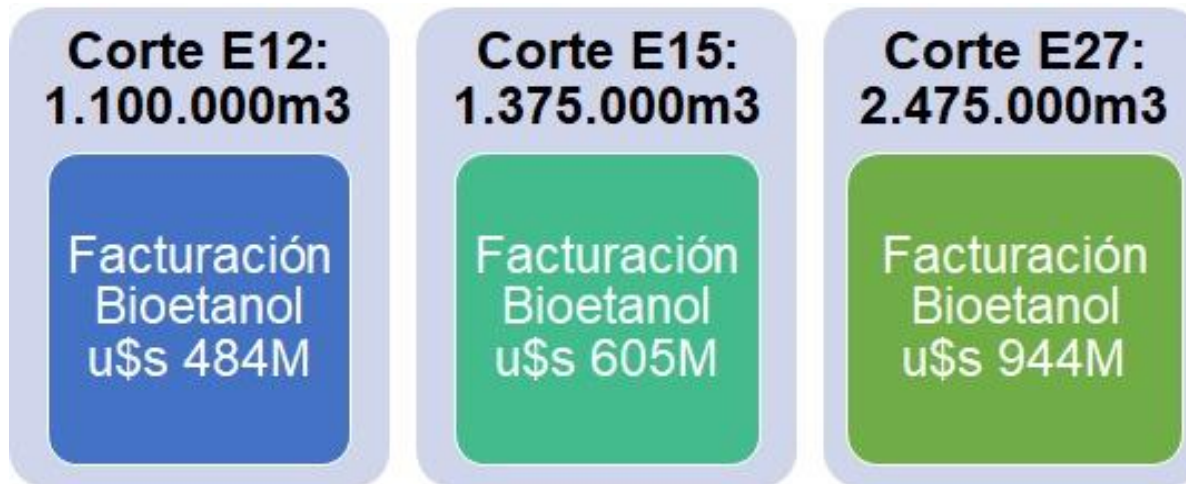 Corte E12:
1.100.000m3
Facturación
Bioetanol
u$s 484M
Corte E15:
1.375.000m3
Facturación
Bioetanol
u$s 605M
Corte E27:
2.475.000m3
Facturación
Bioetanol
u$s 944M